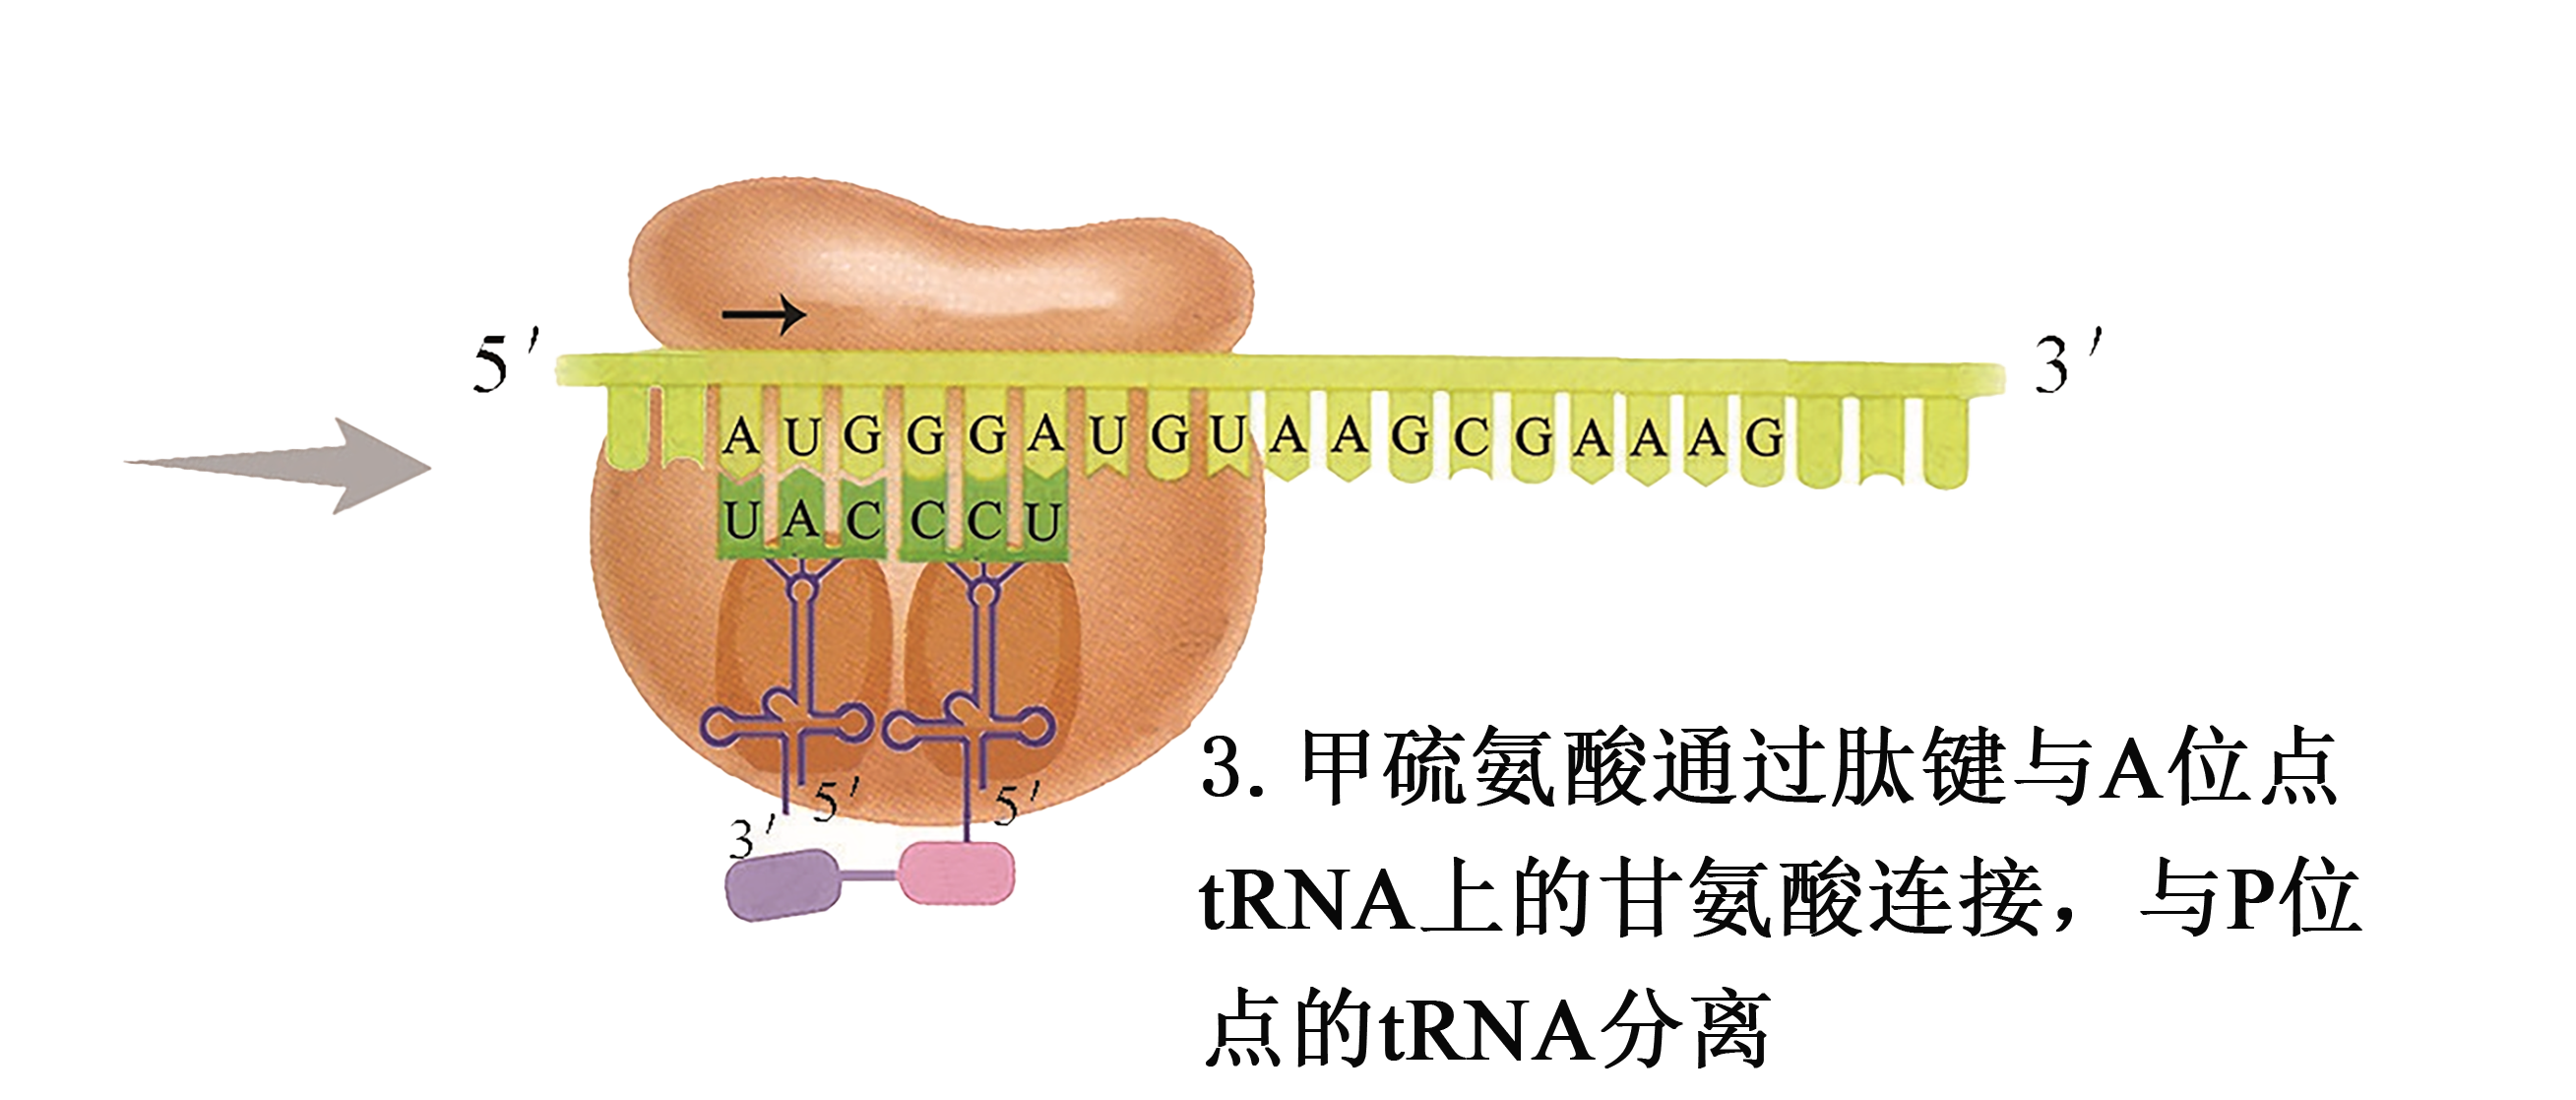 5′ 3′
A U G G G A U G U A A G C G A A A G
U A C C C U
5′ 5′
3′
3. 甲硫氨酸通过肽键与A位点
tRNA上的甘氨酸连接，与P位
点的tRNA分离